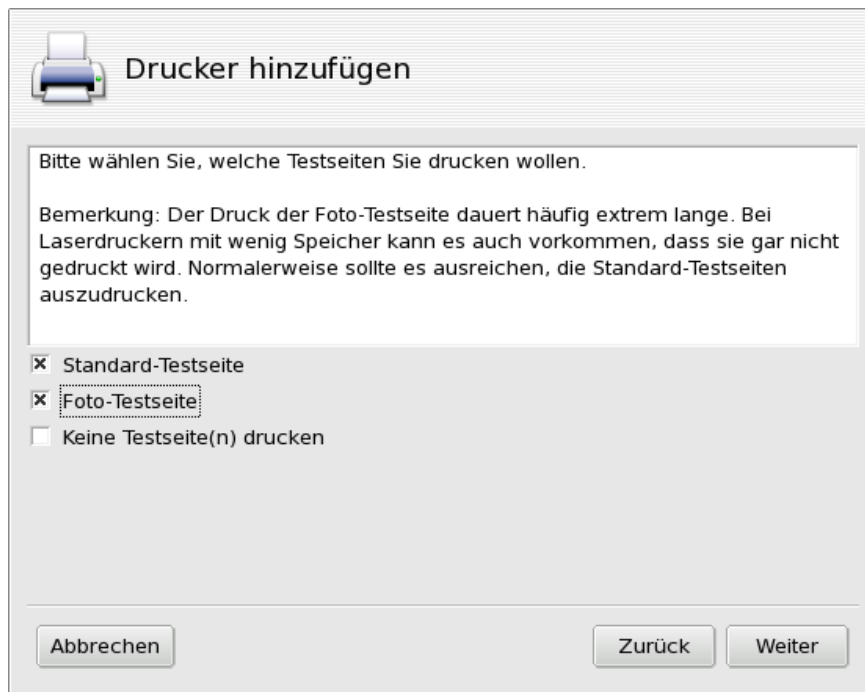 Drucker hinzufügen
Bitte wählen Sie, welche Testseiten Sie drucken wollen.
Bemerkung: Der Druck der Foto-Testseite dauert häufig extrem lange. Bei
Laserdruckern mit wenig Speicher kann es auch vorkommen, dass sie gar nicht
gedruckt wird. Normalerweise sollte es ausreichen, die Standard-Testseiten
auszudrucken.
Standard-Testseite
Foto-Testseite
Keine Testseite(n) drucken
Abbrechen
Zurück
Weiter